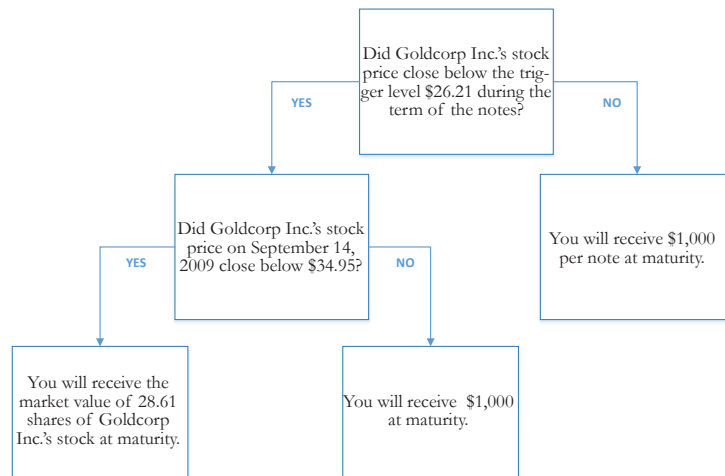 Did Goldcorp Inc.'s stock
price close below the trig-
ger level $26.21 during the
term of the notes?
YES
NO
Did Goldcorp Inc.'s stock
price on September 14,
2009 close below $34.95?
You will receive $1,000
per note at maturity.
YES
NO
You will receive the
market value of 28.61
shares of Goldcorp
Inc.'s stock at maturity.
You will receive $1,000
at maturity.